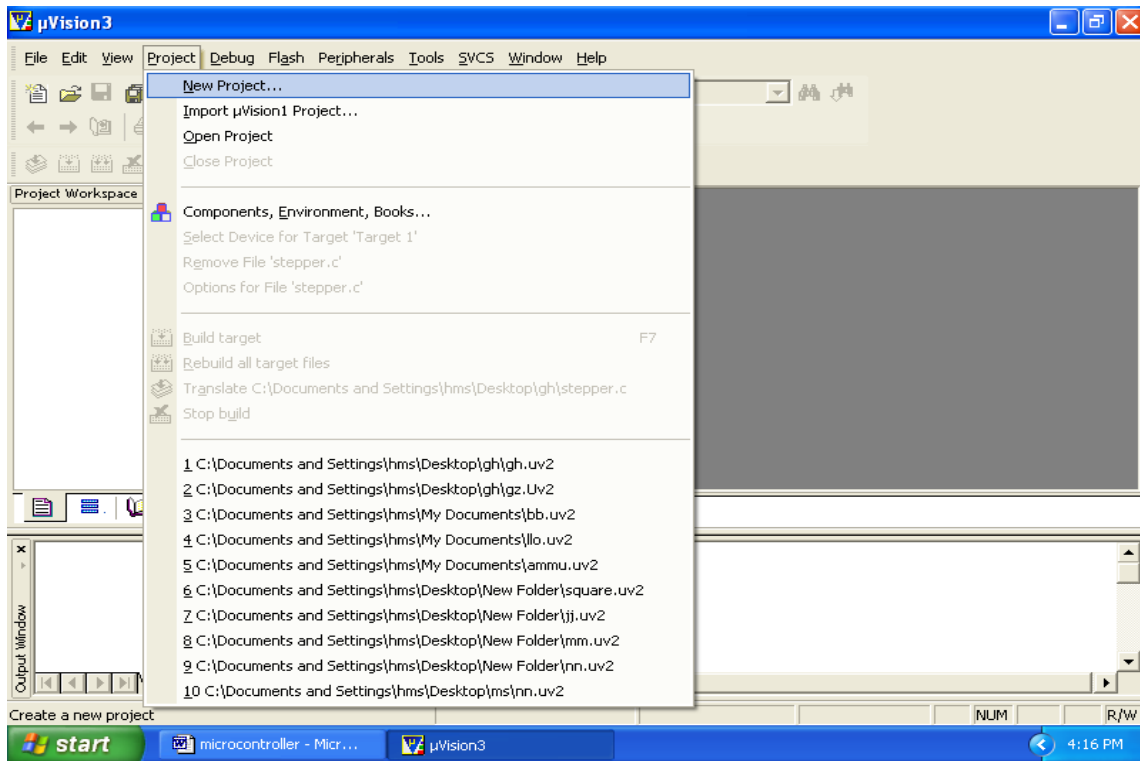 µVision3
File Edit View Project Debug Flash Peripherals Tools SVCS Window Help
New Project...
Import µVision1 Project...
Open Project
Close Project
Project Workspace
Components, Environment, Books...
Select Device for Target 'Target 1'
Remove File 'stepper.c'
Options for File 'stepper.c'
Build target F7
Rebuild all target files
Translate C:\Documents and Settings\hms\Desktop\gh\stepper.c
Stop build
1 C:\Documents and Settings\hms\Desktop\gh\gh.uv2
2 C:\Documents and Settings\hms\Desktop\gh\gz.Uv2
3 C:\Documents and Settings\hms\My Documents\bb.uv2
4 C:\Documents and Settings\hms\My Documents\llo.uv2
5 C:\Documents and Settings\hms\My Documents\ammu.uv2
6 C:\Documents and Settings\hms\Desktop\New Folder\square.uv2
7 C:\Documents and Settings\hms\Desktop\New Folder\jj.uv2
8 C:\Documents and Settings\hms\Desktop\New Folder\mm.uv2
9 C:\Documents and Settings\hms\Desktop\New Folder\nn.uv2
10 C:\Documents and Settings\hms\Desktop\ms\nn.uv2
Output Window
Create a new project NUM R/W
start microcontroller - Micr... µVision3 4:16 PM